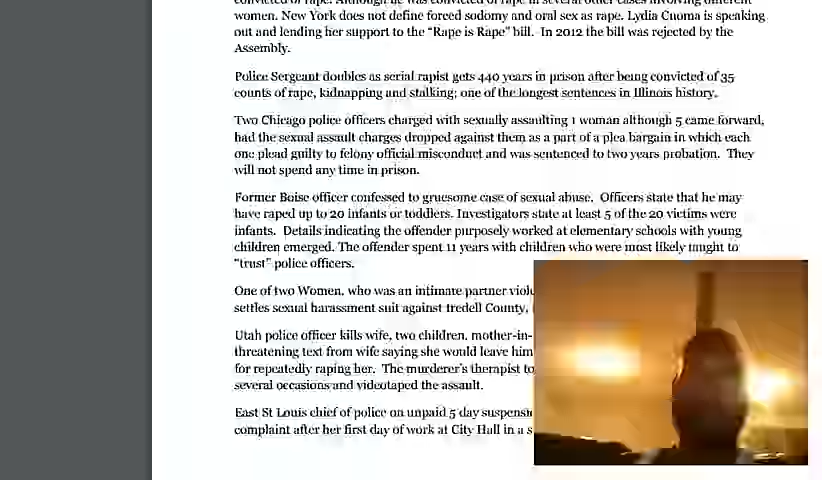 convicted of rape. Although he was convicted of rape in several other cases involving different
women. New York does not define forced sodomy and oral sex as rape. Lydia Cuoma is speaking
out and lending her support to the “Rape is Rape” bill. In 2012 the bill was rejected by the
Assembly.
Police Sergeant doubles as serial rapist gets 440 years in prison after being convicted of 35
counts of rape, kidnapping and stalking; one of the longest sentences in Illinois history.
Two Chicago police officers charged with sexually assaulting 1 woman although 5 came forward,
had the sexual assault charges dropped against them as a part of a plea bargain in which each
one plead guilty to felony official misconduct and was sentenced to two years probation. They
will not spend any time in prison.
Former Boise officer confessed to gruesome case of sexual abuse. Officers state that he may
have raped up to 20 infants or toddlers. Investigators state at least 5 of the 20 victims were
infants. Details indicating the offender purposely worked at elementary schools with young
children emerged. The offender spent 11 years with children who were most likely taught to
“trust” police officers.
One of two Women, who was an intimate partner
settles sexual harassment suit against Iredell County,
Utah police officer kills wife, two children, mother-in-
threatening text from wife saying she would leave him
for repeatedly raping her. The murderer’s therapist
several occasions and videotaped the assault.
East St Louis chief of police on unpaid 5 day
complaint after her first day of work at City Hall in a